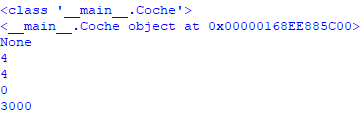 <class '__main__.Coche'>
<__main__.Coche object at 0x00000168EE885C00>
None
4
4
0
3000